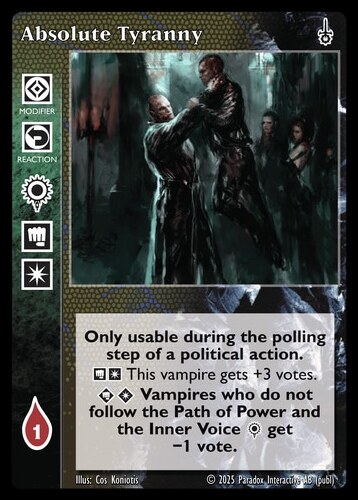 Absolute Tyranny
MODIFIER
REACTION
Only usable during the polling
step of a political action.
This vampire gets +3 votes.
Vampires who do not
follow the Path of Power and
the Inner Voice get
−1 vote.
1
Illus: Cos Koniotis © 2025 Paradox Interactive AB (publ)